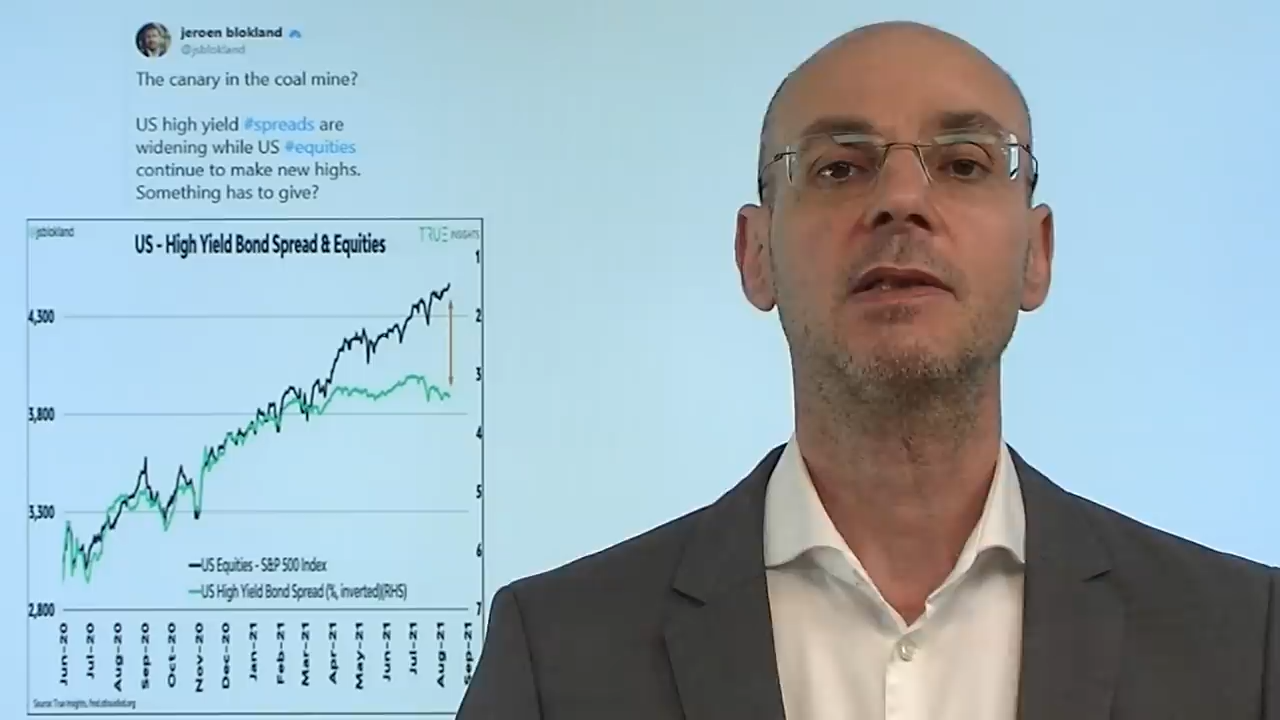 jeroen blokland
@jsblokland
The canary in the coal mine?
US high yield #spreads are
widening while US #equities
continue to make new highs.
Something has to give?
@jsblokland
US - High Yield Bond Spread & Equities
TRUE INSIGHTS
4,300
3,800
3,300
2,800
1
2
3
4
5
6
7
US Equities - S&P 500 Index
US High Yield Bond Spread (%, inverted)(RHS)
Jun-20
Jul-20
Aug-20
Sep-20
Oct-20
Nov-20
Dec-20
Jan-21
Feb-21
Mar-21
Apr-21
May-21
Jun-21
Jul-21
Aug-21
Sep-21
Source: True Insights,